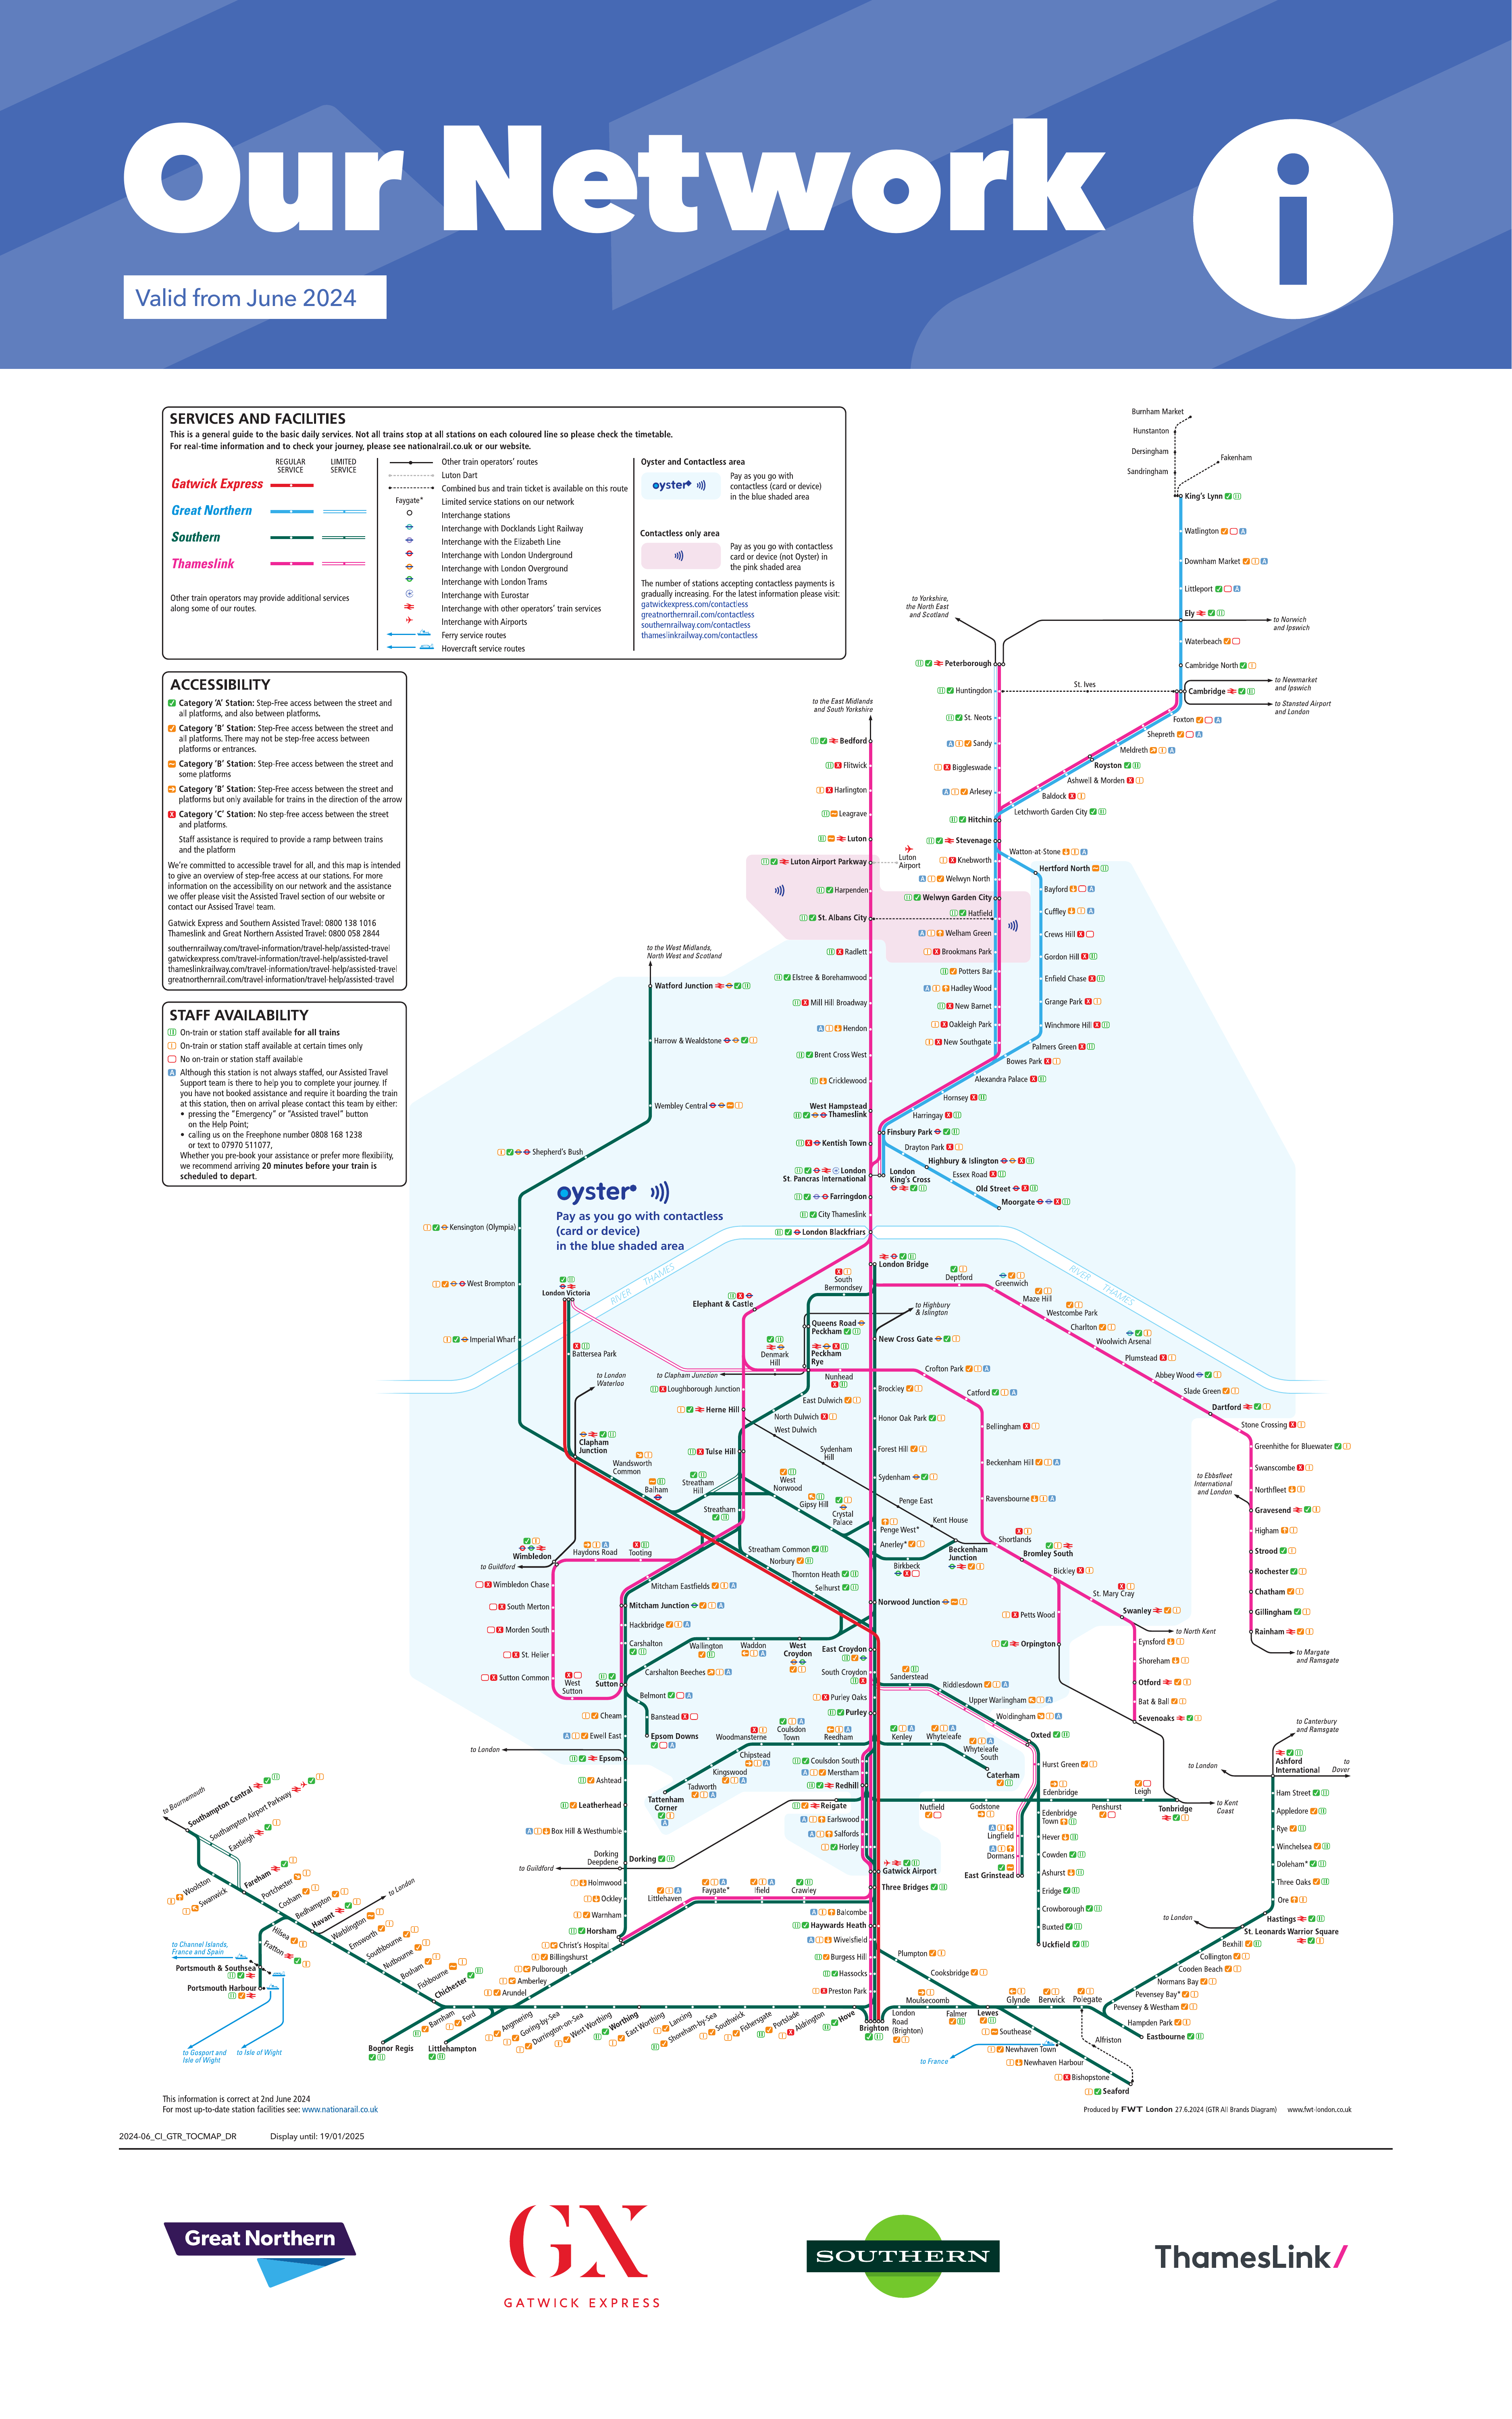 Our Network
i
Valid from June 2024
SERVICES AND FACILITIES
This is a general guide to the basic daily services. Not all trains stop at all stations on each coloured line so please check the timetable.
For real-time information and to check your journey, please see nationalrail.co.uk or our website.
REGULAR SERVICE
LIMITED SERVICE
Gatwick Express
Great Northern
Southern
Thameslink
Other train operators may provide additional services
along some of our routes.
Other train operators' routes
Luton Dart
Combined bus and train ticket is available on this route
Faygate* Limited service stations on our network
Interchange stations
Interchange with Docklands Light Railway
Interchange with the Elizabeth Line
Interchange with London Underground
Interchange with London Overground
Interchange with London Trams
Interchange with Eurostar
Interchange with other operators' train services
Interchange with Airports
Ferry service routes
Hovercraft service routes
Oyster and Contactless area
oyster
Pay as you go with
contactless (card or device)
in the blue shaded area
Contactless only area
Pay as you go with contactless
card or device (not Oyster) in
the pink shaded area
The number of stations accepting contactless payments is
gradually increasing. For the latest information please visit:
gatwickexpress.com/contactless
greatnorthernrail.com/contactless
southernrailway.com/contactless
thameslinkrailway.com/contactless
ACCESSIBILITY
Category 'A' Station: Step-Free access between the street and
all platforms, and also between platforms.
Category 'B' Station: Step-Free access between the street and
all platforms. There may not be step-free access between
platforms or entrances.
Category 'B' Station: Step-Free access between the street and
some platforms
Category 'B' Station: Step-Free access between the street and
platforms but only available for trains in the direction of the arrow
Category 'C' Station: No step-free access between the street
and platforms.
Staff assistance is required to provide a ramp between trains
and the platform
We're committed to accessible travel for all, and this map is intended
to give an overview of step-free access at our stations. For more
information on the accessibility on our network and the assistance
we offer please visit the Assisted Travel section of our website or
contact our Assised Travel team.
Gatwick Express and Southern Assisted Travel: 0800 138 1016
Thameslink and Great Northern Assisted Travel: 0800 058 2844
southernrailway.com/travel-information/travel-help/assisted-travel
gatwickexpress.com/travel-information/travel-help/assisted-travel
thameslinkrailway.com/travel-information/travel-help/assisted-travel
greatnorthernrail.com/travel-information/travel-help/assisted-travel
STAFF AVAILABILITY
On-train or station staff available for all trains
On-train or station staff available at certain times only
No on-train or station staff available
A Although this station is not always staffed, our Assisted Travel
Support team is there to help you to complete your journey. If
you have not booked assistance and require it boarding the train
at this station, then on arrival please contact this team by either:
• pressing the "Emergency" or "Assisted travel" button
on the Help Point;
• calling us on the Freephone number 0808 168 1238
or text to 07970 511077,
Whether you pre-book your assistance or prefer more flexibility,
we recommend arriving 20 minutes before your train is
scheduled to depart.
Burnham Market
Hunstanton
Dersingham
Sandringham
Fakenham
King's Lynn
Watlington
Downham Market
Littleport
Ely
to Norwich
and Ipswich
Waterbeach
Cambridge North
Cambridge
to Newmarket
and Ipswich
to Stansted Airport
and London
Foxton
Shepreth
Meldreth
Royston
Ashwell & Morden
Baldock
Letchworth Garden City
to Yorkshire,
the North East
and Scotland
Peterborough
Huntingdon
St. Ives
St. Neots
Sandy
Biggleswade
Arlesey
Hitchin
Stevenage
Knebworth
Welwyn North
Welwyn Garden City
Hatfield
Welham Green
Brookmans Park
Potters Bar
Hadley Wood
New Barnet
Oakleigh Park
New Southgate
Watton-at-Stone
Hertford North
Bayford
Cuffley
Crews Hill
Gordon Hill
Enfield Chase
Grange Park
Winchmore Hill
Palmers Green
Bowes Park
Alexandra Palace
Hornsey
Harringay
Finsbury Park
Drayton Park
Highbury & Islington
Essex Road
Old Street
Moorgate
London
King's Cross
to the East Midlands
and South Yorkshire
Bedford
Flitwick
Harlington
Leagrave
Luton
Luton Airport Parkway
Luton
Airport
Harpenden
St. Albans City
Radlett
Elstree & Borehamwood
Mill Hill Broadway
Hendon
Brent Cross West
Cricklewood
West Hampstead
Thameslink
Kentish Town
London
St. Pancras International
Farringdon
City Thameslink
London Blackfriars
to the West Midlands,
North West and Scotland
Watford Junction
Harrow & Wealdstone
Wembley Central
Shepherd's Bush
Kensington (Olympia)
West Brompton
Imperial Wharf
oyster
Pay as you go with contactless
(card or device)
in the blue shaded area
RIVER THAMES
RIVER THAMES
London Victoria
Battersea Park
to London
Waterloo
Clapham
Junction
Wandsworth
Common
Balham
Elephant & Castle
London Bridge
South
Bermondsey
Queens Road
Peckham
Peckham
Rye
Denmark
Hill
to Clapham Junction
Nunhead
Loughborough Junction
Herne Hill
Tulse Hill
East Dulwich
North Dulwich
West Dulwich
Sydenham
Hill
Streatham
Hill
West
Norwood
Gipsy Hill
Crystal
Palace
Streatham
to Highbury
& Islington
New Cross Gate
Brockley
Honor Oak Park
Forest Hill
Sydenham
Penge East
Penge West*
Kent House
Anerley*
Birkbeck
Beckenham
Junction
Norwood Junction
Deptford
Greenwich
Maze Hill
Westcombe Park
Charlton
Woolwich Arsenal
Plumstead
Abbey Wood
Slade Green
Dartford
Stone Crossing
Greenhithe for Bluewater
Swanscombe
to Ebbsfleet
International
and London
Northfleet
Gravesend
Higham
Strood
Rochester
Chatham
Gillingham
Rainham
to Margate
and Ramsgate
Crofton Park
Catford
Bellingham
Beckenham Hill
Ravensbourne
Shortlands
Bromley South
Bickley
St. Mary Cray
Petts Wood
Orpington
Swanley
to North Kent
Eynsford
Shoreham
Otford
Bat & Ball
Sevenoaks
Wimbledon
to Guildford
Haydons Road
Tooting
Wimbledon Chase
South Merton
Morden South
St. Helier
Sutton Common
West
Sutton
Sutton
Streatham Common
Norbury
Thornton Heath
Selhurst
Mitcham Eastfields
Mitcham Junction
Hackbridge
Carshalton
Wallington
Waddon
West
Croydon
East Croydon
Carshalton Beeches
South Croydon
Belmont
Banstead
Epsom Downs
Cheam
Ewell East
to London
Epsom
Ashtead
Leatherhead
Box Hill & Westhumble
Dorking
Deepdene
Dorking
to Guildford
Holmwood
Ockley
Warnham
Horsham
Purley Oaks
Purley
Sanderstead
Riddlesdown
Upper Warlingham
Woldingham
Oxted
Woodmansterne
Coulsdon
Town
Reedham
Chipstead
Kingswood
Tadworth
Tattenham
Corner
Kenley
Whyteleafe
Whyteleafe
South
Caterham
Coulsdon South
Merstham
Redhill
Reigate
Earlswood
Salfords
Horley
Gatwick Airport
Three Bridges
Nutfield
Godstone
Edenbridge
Penshurst
Leigh
Tonbridge
to Kent
Coast
Hurst Green
Edenbridge
Town
Lingfield
Dormans
East Grinstead
Hever
Cowden
Ashurst
Eridge
Crowborough
Buxted
Uckfield
Littlehaven
Faygate*
Ifield
Crawley
Christ's Hospital
Billingshurst
Pulborough
Amberley
Arundel
Balcombe
Haywards Heath
Wivelsfield
Burgess Hill
Hassocks
Preston Park
Brighton
Plumpton
Cooksbridge
Moulsecoomb
London
Road
(Brighton)
Falmer
Lewes
Glynde
Berwick
Polegate
Southease
Newhaven Town
Newhaven Harbour
Bishopstone
Seaford
Alfriston
to France
to Canterbury
and Ramsgate
Ashford
International
to London
to
Dover
Ham Street
Appledore
Rye
Winchelsea
Doleham*
Three Oaks
Ore
Hastings
St. Leonards Warrior Square
to London
Bexhill
Collington
Cooden Beach
Normans Bay
Pevensey Bay*
Pevensey & Westham
Hampden Park
Eastbourne
to Bournemouth
Southampton Central
Southampton Airport Parkway
Eastleigh
Woolston
Swanwick
Fareham
Portchester
Cosham
Bedhampton
Havant
to London
Warblington
Emsworth
Southbourne
Nutbourne
Bosham
Fishbourne
Chichester
Hilsea
Fratton
to Channel Islands,
France and Spain
Portsmouth & Southsea
Portsmouth Harbour
to Gosport and
Isle of Wight
to Isle of Wight
Bognor Regis
Barnham
Ford
Littlehampton
Angmering
Goring-by-Sea
Durrington-on-Sea
West Worthing
Worthing
East Worthing
Lancing
Shoreham-by-Sea
Southwick
Fishersgate
Portslade
Aldrington
Hove
This information is correct at 2nd June 2024
For most up-to-date station facilities see: www.nationarail.co.uk
Produced by FWT London 27.6.2024 (GTR All Brands Diagram) www.fwt-london.co.uk
2024-06_CI_GTR_TOCMAP_DR Display until: 19/01/2025
Great Northern
GX
GATWICK EXPRESS
SOUTHERN
ThamesLink/